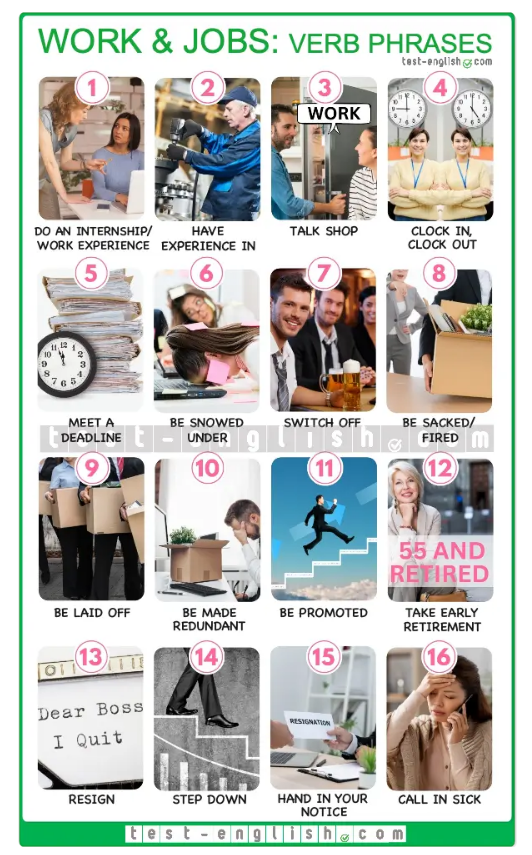 WORK & JOBS: VERB PHRASES
test-english.com
1
2
3
WORK
4
DO AN INTERNSHIP/
WORK EXPERIENCE
HAVE
EXPERIENCE IN
TALK SHOP
CLOCK IN,
CLOCK OUT
5
6
7
8
MEET A
DEADLINE
BE SNOWED
UNDER
SWITCH OFF
BE SACKED/
FIRED
test-english.com
9
10
11
12
55 AND
RETIRED
BE LAID OFF
BE MADE
REDUNDANT
BE PROMOTED
TAKE EARLY
RETIREMENT
13
Dear Boss
I Quit
14
15
RESIGNATION
16
RESIGN
STEP DOWN
HAND IN YOUR
NOTICE
CALL IN SICK
test-english.com